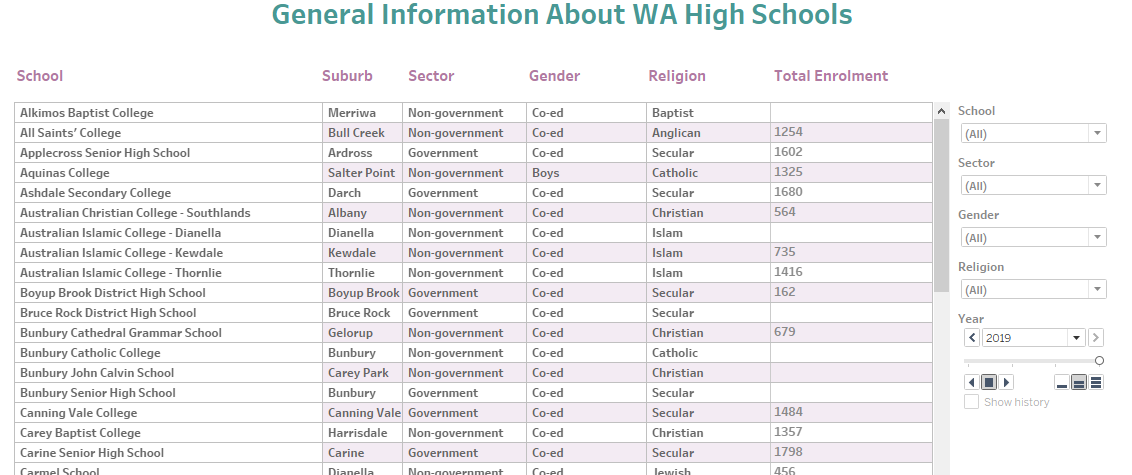 General Information About WA High Schools
School Suburb Sector Gender Religion Total Enrolment
Alkimos Baptist College Merriwa Non-government Co-ed Baptist
All Saints’ College Bull Creek Non-government Co-ed Anglican 1254
Applecross Senior High School Ardross Government Co-ed Secular 1602
Aquinas College Salter Point Non-government Boys Catholic 1325
Ashdale Secondary College Darch Government Co-ed Secular 1680
Australian Christian College - Southlands Albany Non-government Co-ed Christian 564
Australian Islamic College - Dianella Dianella Non-government Co-ed Islam
Australian Islamic College - Kewdale Kewdale Non-government Co-ed Islam 735
Australian Islamic College - Thornlie Thornlie Non-government Co-ed Islam 1416
Boyup Brook District High School Boyup Brook Government Co-ed Secular 162
Bruce Rock District High School Bruce Rock Government Co-ed Secular
Bunbury Cathedral Grammar School Gelorup Non-government Co-ed Christian 679
Bunbury Catholic College Bunbury Non-government Co-ed Catholic
Bunbury John Calvin School Carey Park Non-government Co-ed Christian
Bunbury Senior High School Bunbury Government Co-ed Secular
Canning Vale College Canning Vale Government Co-ed Secular 1484
Carey Baptist College Harrisdale Non-government Co-ed Christian 1357
Carine Senior High School Carine Government Co-ed Secular 1798
Carmel School Dianella Non-government Co-ed Jewish 456
School
(All)
Sector
(All)
Gender
(All)
Religion
(All)
Year
2019
Show history